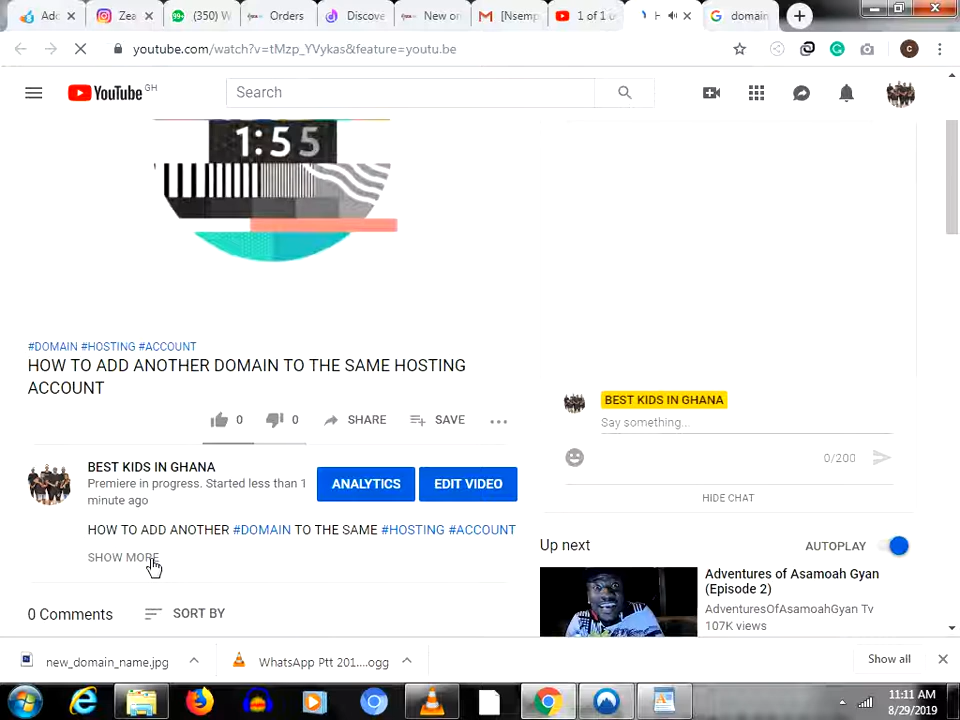 Adc
Zea
99+
(350) W
Orders
Discove
New or
[Nsemp
1 of 1 o
H
domain
youtube.com/watch?v=tMzp_YVykas&feature=youtu.be
C
YouTube GH
Search
1:55
#DOMAIN #HOSTING #ACCOUNT
HOW TO ADD ANOTHER DOMAIN TO THE SAME HOSTING
ACCOUNT
0
0
SHARE
SAVE
BEST KIDS IN GHANA
Premiere in progress. Started less than 1
minute ago
ANALYTICS
EDIT VIDEO
HOW TO ADD ANOTHER #DOMAIN TO THE SAME #HOSTING #ACCOUNT
SHOW MORE
0 Comments
SORT BY
BEST KIDS IN GHANA
Say something...
0/200
HIDE CHAT
Up next
AUTOPLAY
Adventures of Asamoah Gyan
(Episode 2)
AdventuresOfAsamoahGyan Tv
107K views
new_domain_name.jpg
WhatsApp Ptt 201....ogg
Show all
11:11 AM
8/29/2019